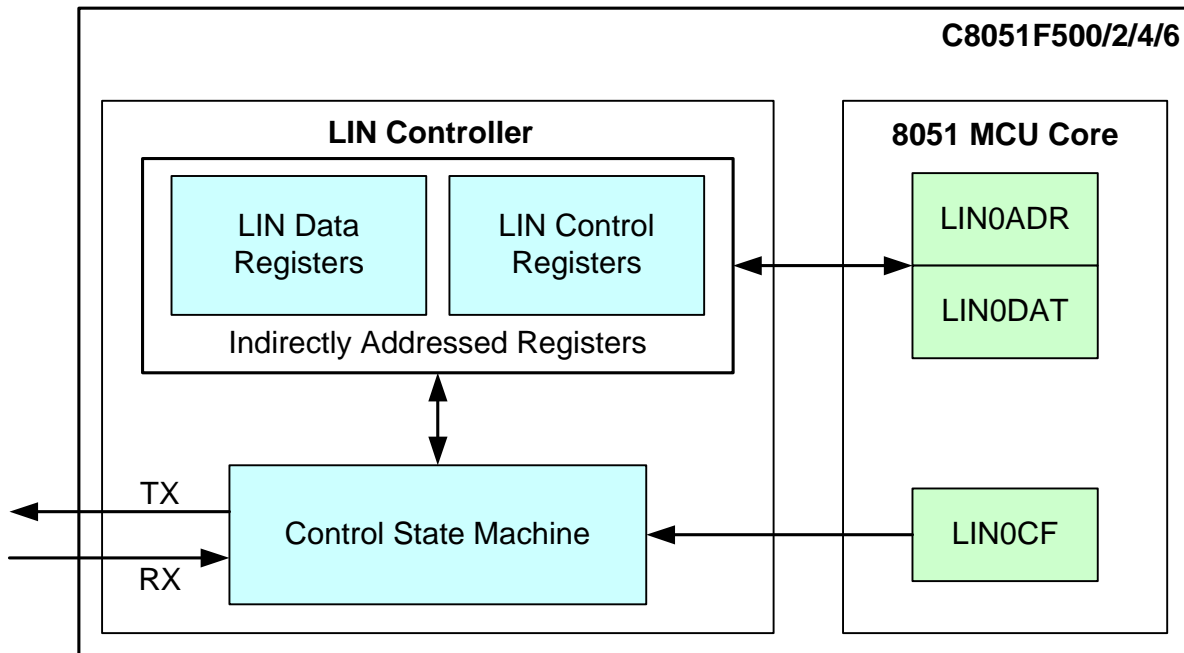 C8051F500/2/4/6
LIN Controller
8051 MCU Core
LIN Data
Registers
LIN Control
Registers
Indirectly Addressed Registers
LIN0ADR
LIN0DAT
TX
RX
Control State Machine
LIN0CF